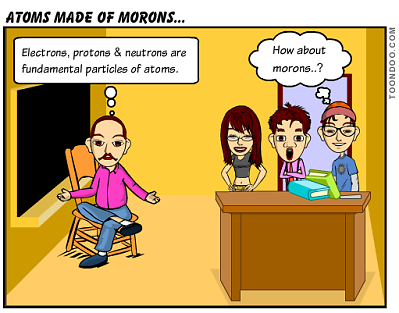 ATOMS MADE OF MORONS...
Electrons, protons & neutrons are
fundamental particles of atoms.
How about
morons..?
TOONDOO.COM